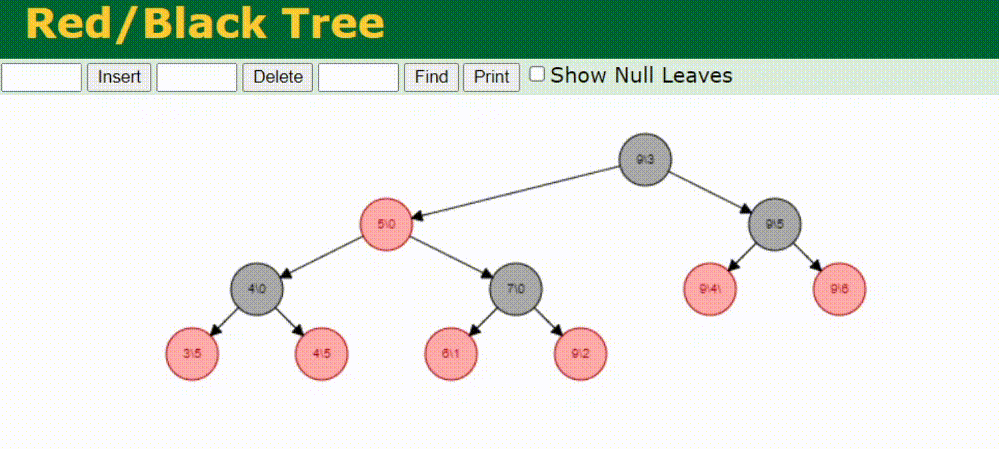 Red/Black Tree
Insert Delete Find Print Show Null Leaves
9\3
5\0 9\5
4\0 7\0 9\4\ 9\6
3\5 4\5 6\1 9\2